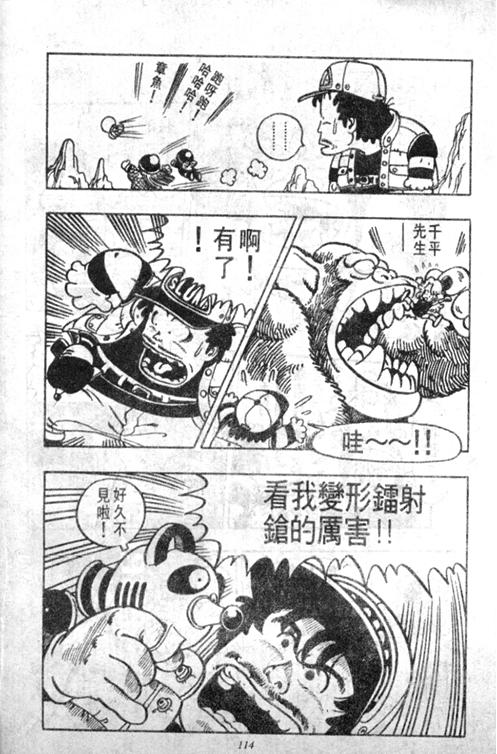 跑呀跑！
哈哈哈！
章魚！
…………
千平
先生
哇～～!!
啊！
有了！
SLUMP
看我變形鐳射
鎗的厲害!!
好久不
見啦！
114